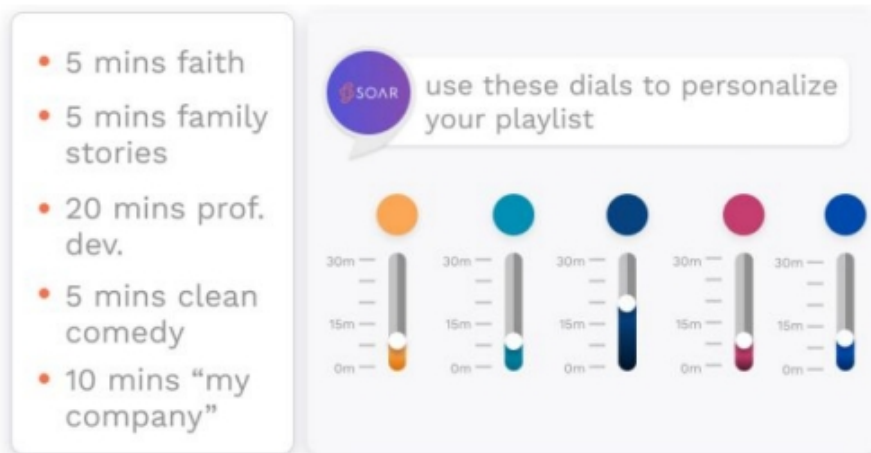 5 mins faith
5 mins family
stories
20 mins prof.
dev.
5 mins clean
comedy
10 mins “my
company”
SOAR
use these dials to personalize
your playlist
30m
15m
0m
30m
15m
0m
30m
15m
0m
30m
15m
0m
30m
15m
0m